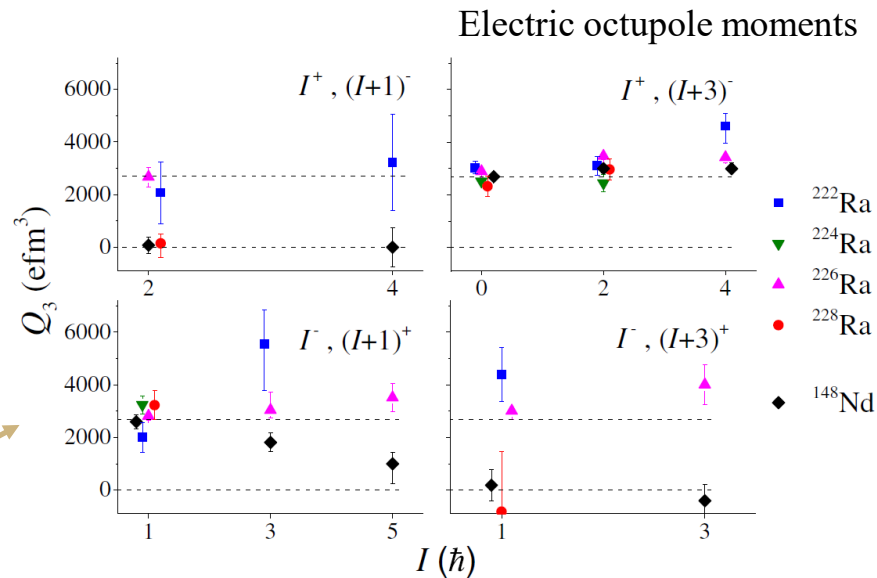 Electric octupole moments
I⁺ , (I+1)⁻
I⁺ , (I+3)⁻
6000
4000
2000
0
2
4
0
2
4
I⁻ , (I+1)⁺
I⁻ , (I+3)⁺
6000
4000
2000
0
1
3
5
1
3
Q₃ (efm³)
I (ħ)
²²²Ra
²²⁴Ra
²²⁶Ra
²²⁸Ra
¹⁴⁸Nd